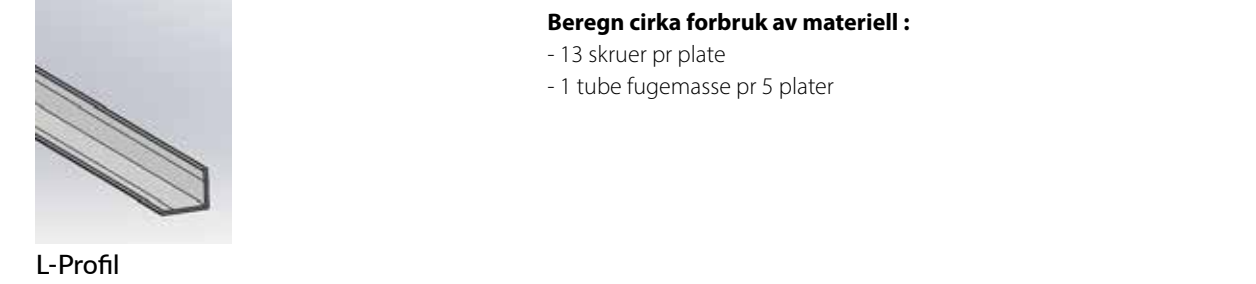 Beregn cirka forbruk av materiell :
- 13 skruer pr plate
- 1 tube fugemasse pr 5 plater
L-Profil